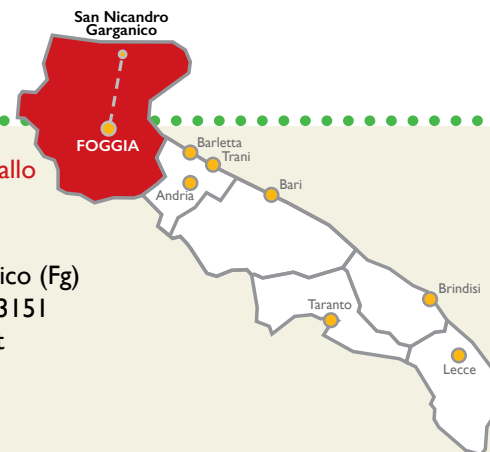 San Nicandro
Garganico
FOGGIA
Barletta
Trani
Andria
Bari
allo
ico (Fg)
3151
t
Brindisi
Taranto
Lecce